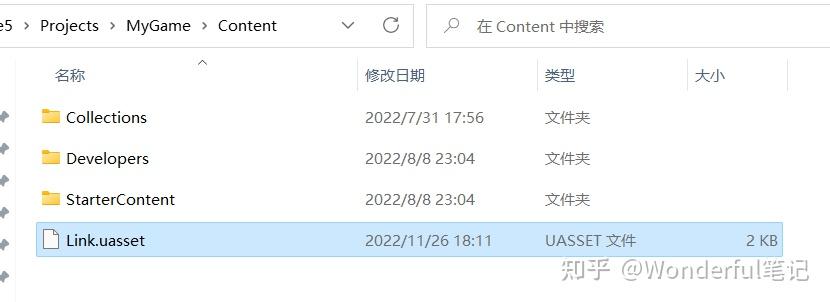 e5 > Projects > MyGame > Content 在 Content 中搜索
名称 修改日期 类型 大小
Collections 2022/7/31 17:56 文件夹
Developers 2022/8/8 23:04 文件夹
StarterContent 2022/8/8 23:04 文件夹
Link.uasset 2022/11/26 18:11 UASSET 文件 2 KB
知乎 @Wonderful笔记